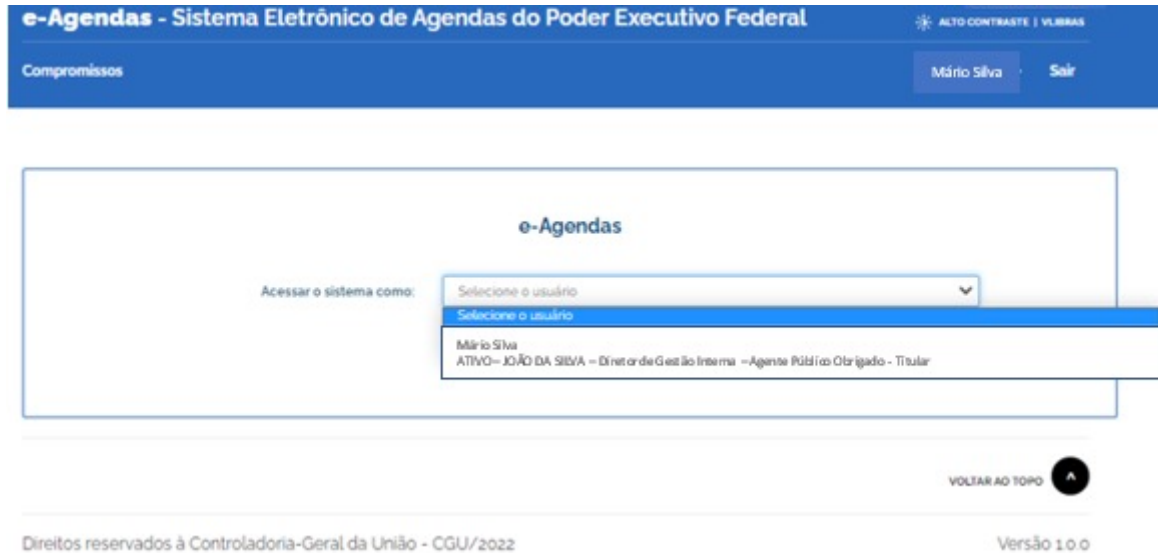 e-Agendas - Sistema Eletrônico de Agendas do Poder Executivo Federal
ALTO CONTRASTE | VLIBRAS
Compromissos
Mário Silva
Sair
e-Agendas
Acessar o sistema como:
Selecione o usuário
Selecione o usuário
Mário Silva
ATIVO– JOÃO DA SILVA – Diretor de Gestão Interna –Agente Público Obrigado - Titular
VOLTAR AO TOPO
Direitos reservados à Controladoria-Geral da União - CGU/2022
Versão 1.0.0